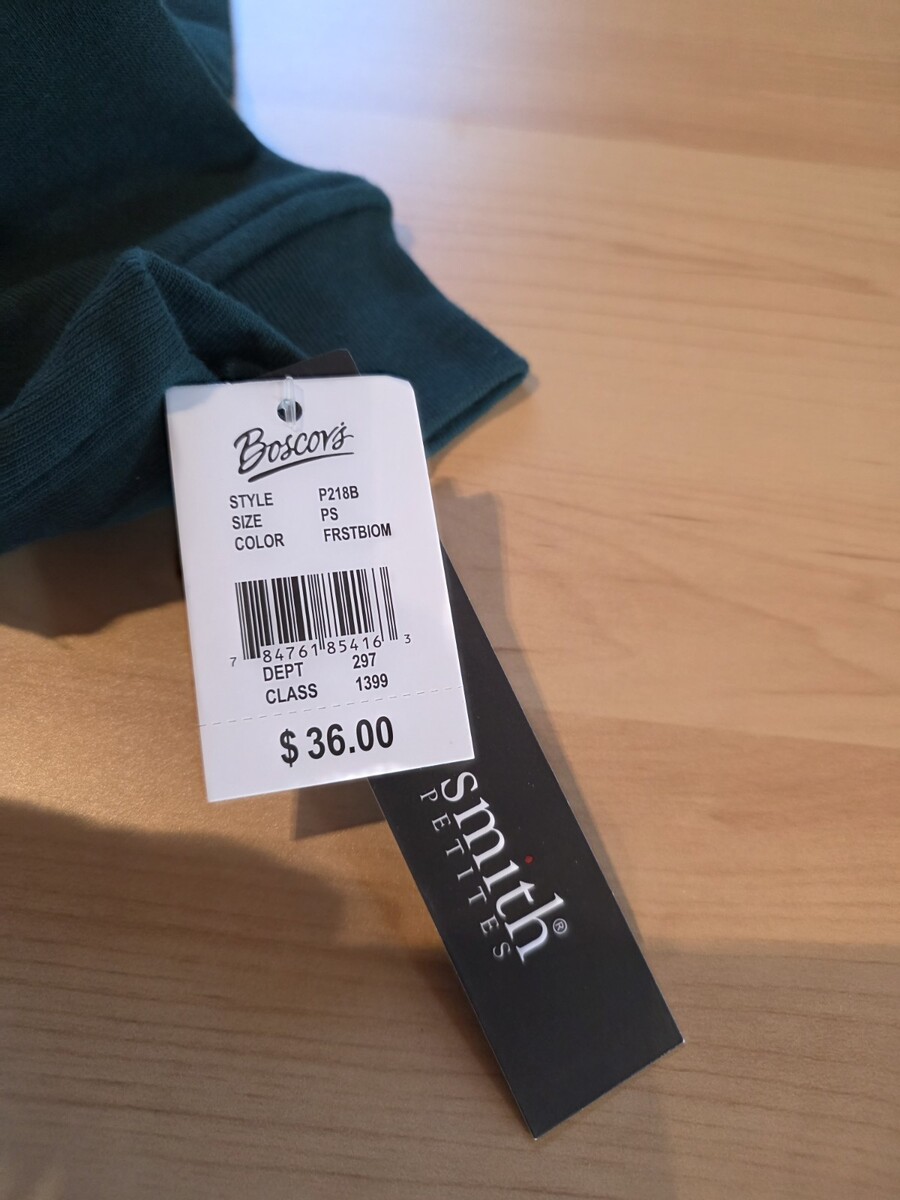 Boscov's
STYLE P218B
SIZE PS
COLOR FRSTBIOM
7 84761 85416 3
DEPT 297
CLASS 1399
$36.00
smith®
PETITES